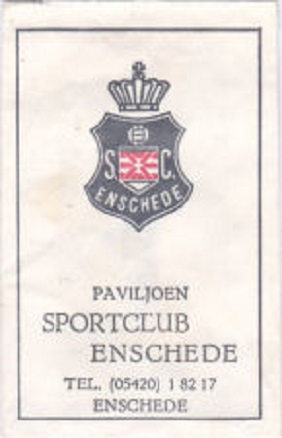 S. C.
ENSCHEDE
PAVILJOEN
SPORTCLUB
ENSCHEDE
TEL. (05420) 1 82 17
ENSCHEDE